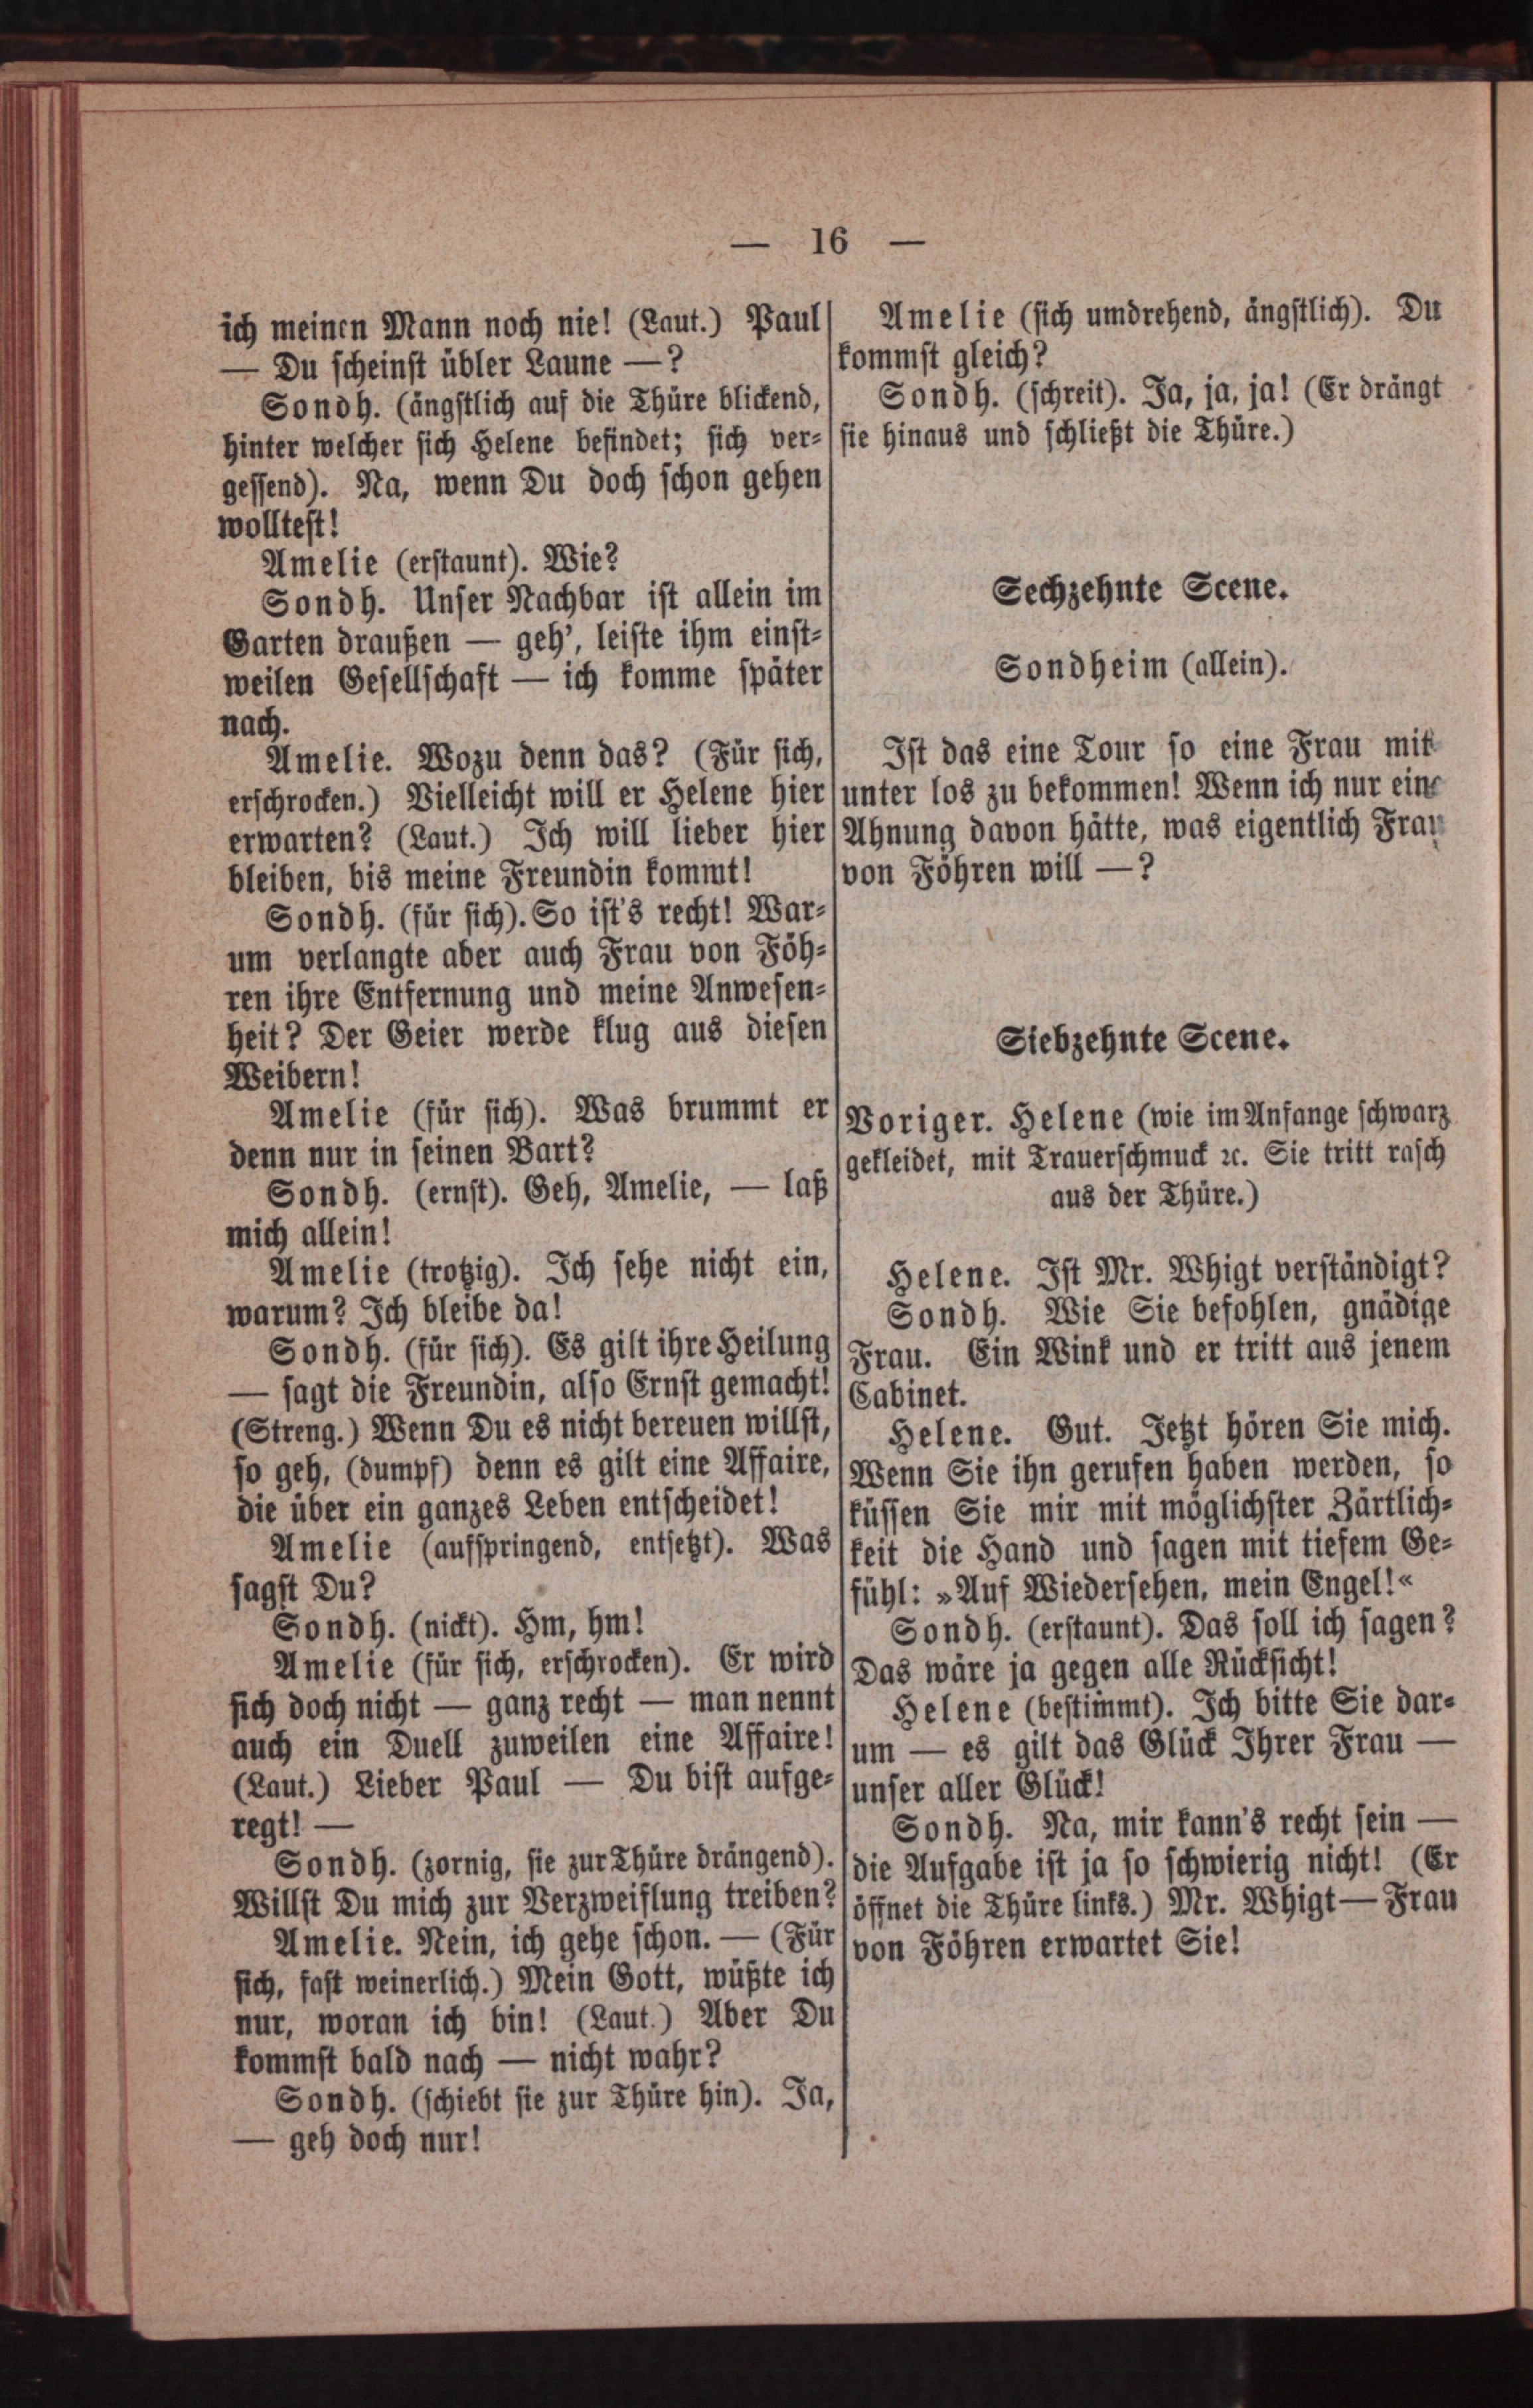 — 16 —
ich meinen Mann noch nie! (Laut.) Paul
— Du scheinst übler Laune —?
Sondh. (ängstlich auf die Thüre blickend,
hinter welcher sich Helene befindet; sich ver-
gessend). Na, wenn Du doch schon gehen
wolltest!
Amelie (erstaunt). Wie?
Sondh. Unser Nachbar ist allein im
Garten draußen — geh', leiste ihm einst-
weilen Gesellschaft — ich komme später
nach.
Amelie. Wozu denn das? (Für sich,
erschrocken.) Vielleicht will er Helene hier
erwarten? (Laut.) Ich will lieber hier
bleiben, bis meine Freundin kommt!
Sondh. (für sich). So ist's recht! War-
um verlangte aber auch Frau von Föh-
ren ihre Entfernung und meine Anwesen-
heit? Der Geier werde klug aus diesen
Weibern!
Amelie (für sich). Was brummt er
denn nur in seinen Bart?
Sondh. (ernst). Geh, Amelie, — laß
mich allein!
Amelie (trotzig). Ich sehe nicht ein,
warum? Ich bleibe da!
Sondh. (für sich). Es gilt ihre Heilung
— sagt die Freundin, also Ernst gemacht!
(Streng.) Wenn Du es nicht bereuen willst,
so geh, (dumpf) denn es gilt eine Affaire,
die über ein ganzes Leben entscheidet!
Amelie (aufspringend, entsetzt). Was
sagst Du?
Sondh. (nickt). Hm, hm!
Amelie (für sich, erschrocken). Er wird
sich doch nicht — ganz recht — man nennt
auch ein Duell zuweilen eine Affaire!
(Laut.) Lieber Paul — Du bist aufge-
regt! —
Sondh. (zornig, sie zur Thüre drängend).
Willst Du mich zur Verzweiflung treiben?
Amelie. Nein, ich gehe schon. — (Für
sich, fast weinerlich.) Mein Gott, wüßte ich
nur, woran ich bin! (Laut.) Aber Du
kommst bald nach — nicht wahr?
Sondh. (schiebt sie zur Thüre hin). Ja,
— geh doch nur!
Amelie (sich umdrehend, ängstlich). Du
kommst gleich?
Sondh. (schreit). Ja, ja, ja! (Er drängt
sie hinaus und schließt die Thüre.)
Sechzehnte Scene.
Sondheim (allein).
Ist das eine Tour so eine Frau mit-
unter los zu bekommen! Wenn ich nur eine
Ahnung davon hätte, was eigentlich Frau
von Föhren will —?
Siebzehnte Scene.
Voriger. Helene (wie im Anfange schwarz
gekleidet, mit Trauerschmuck ꝛc. Sie tritt rasch
aus der Thüre.)
Helene. Ist Mr. Whigt verständigt?
Sondh. Wie Sie befohlen, gnädige
Frau. Ein Wink und er tritt aus jenem
Cabinet.
Helene. Gut. Jetzt hören Sie mich.
Wenn Sie ihn gerufen haben werden, so
küssen Sie mir mit möglichster Zärtlich-
keit die Hand und sagen mit tiefem Ge-
fühl: »Auf Wiedersehen, mein Engel!«
Sondh. (erstaunt). Das soll ich sagen?
Das wäre ja gegen alle Rücksicht!
Helene (bestimmt). Ich bitte Sie dar-
um — es gilt das Glück Ihrer Frau —
unser aller Glück!
Sondh. Na, mir kann's recht sein —
die Aufgabe ist ja so schwierig nicht! (Er
öffnet die Thüre links.) Mr. Whigt — Frau
von Föhren erwartet Sie!